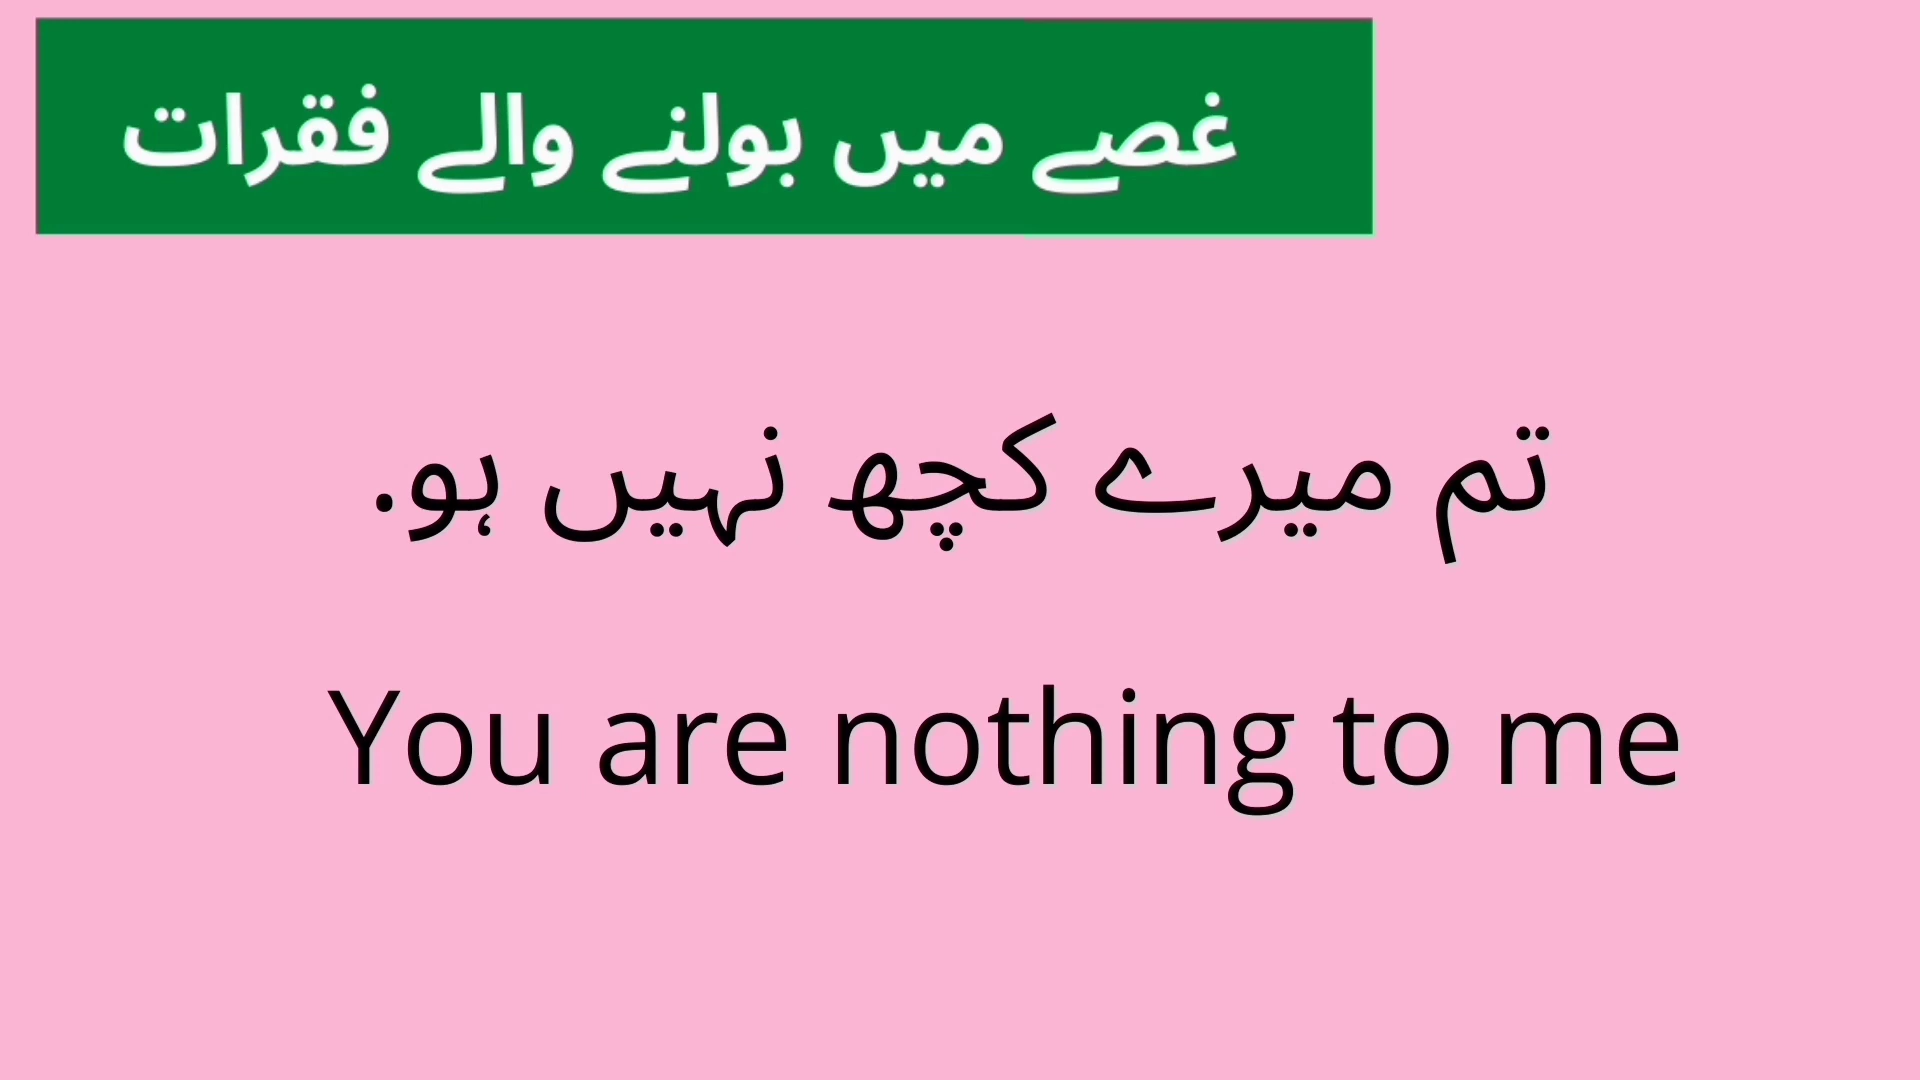 غصے میں بولنے والے فقرات
تم میرے کچھ نہیں ہو.
You are nothing to me